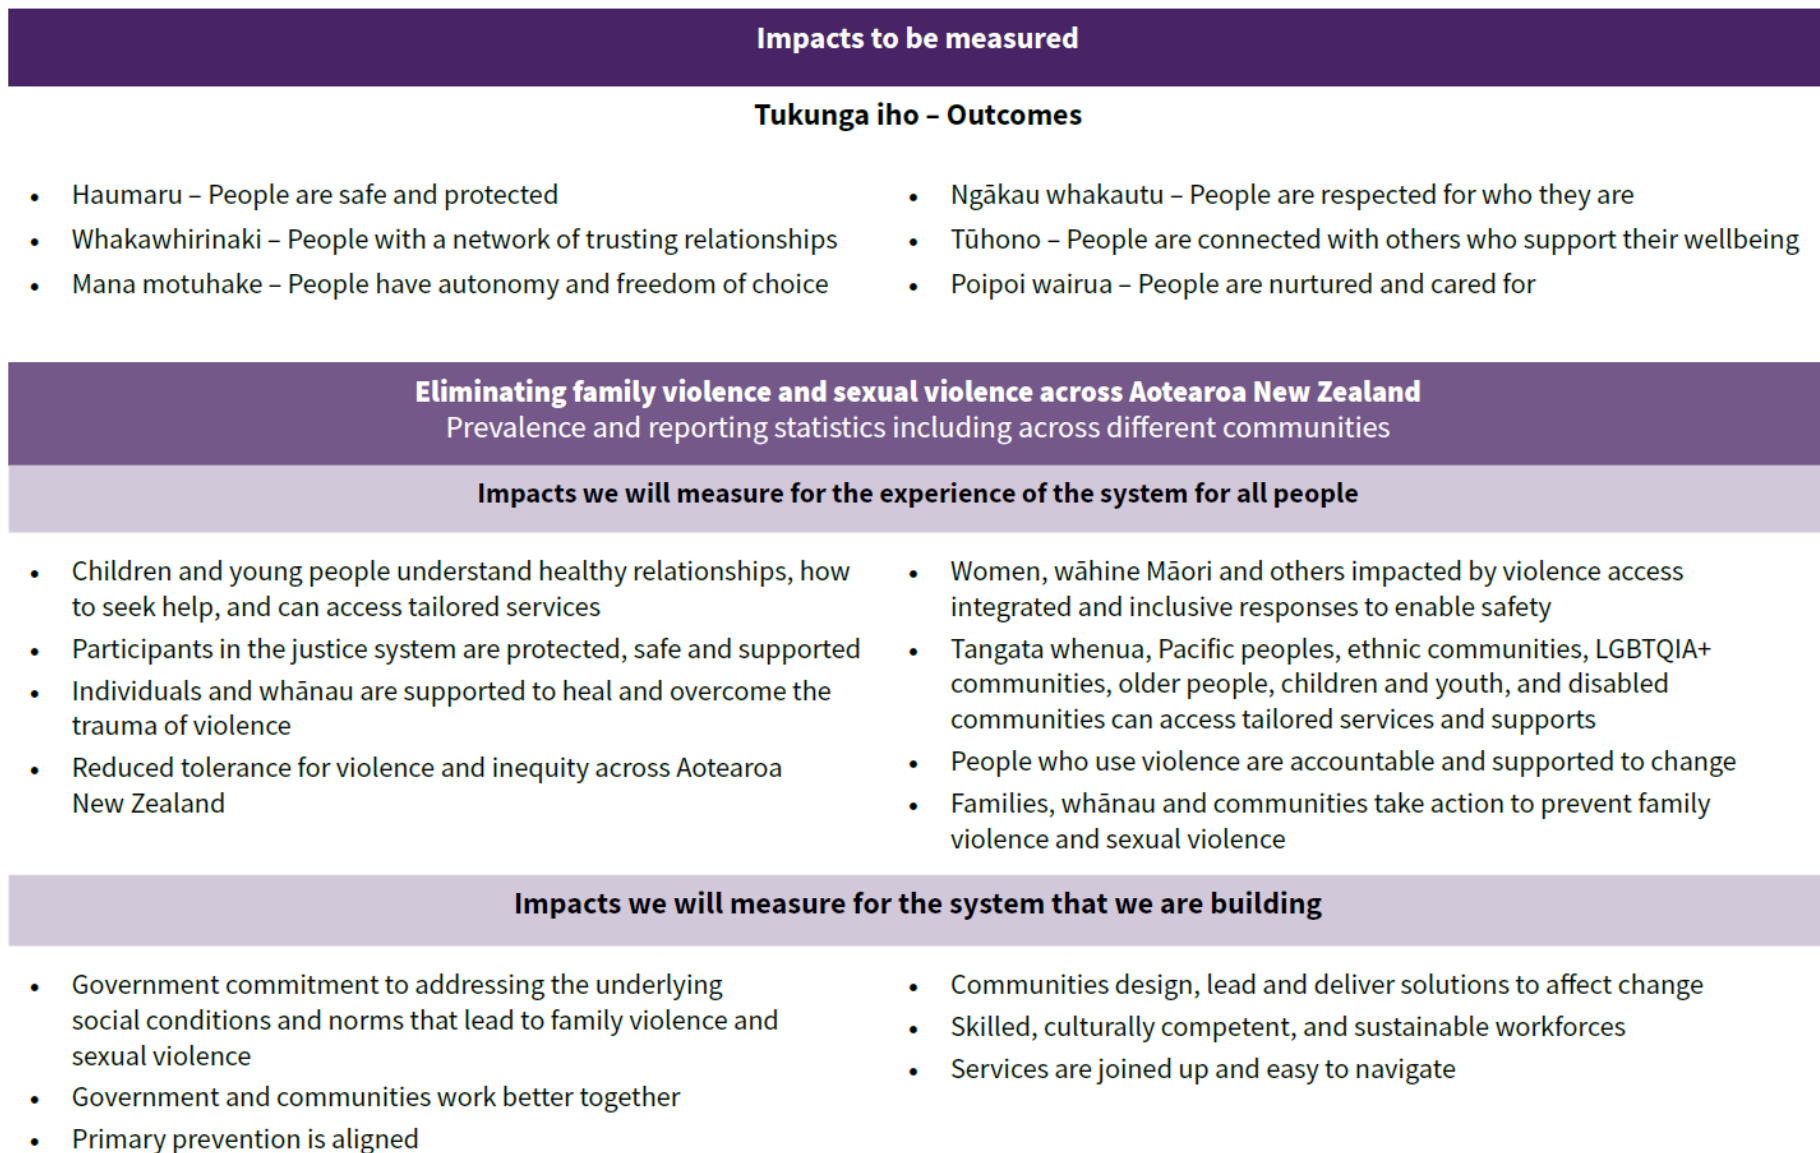 Impacts to be measured
Tukunga iho – Outcomes
• Haumaru – People are safe and protected
• Whakawhirinaki – People with a network of trusting relationships
• Mana motuhake – People have autonomy and freedom of choice
• Ngākau whakautu – People are respected for who they are
• Tūhono – People are connected with others who support their wellbeing
• Poipoi wairua – People are nurtured and cared for
Eliminating family violence and sexual violence across Aotearoa New Zealand
Prevalence and reporting statistics including across different communities
Impacts we will measure for the experience of the system for all people
• Children and young people understand healthy relationships, how
to seek help, and can access tailored services
• Participants in the justice system are protected, safe and supported
• Individuals and whānau are supported to heal and overcome the
trauma of violence
• Reduced tolerance for violence and inequity across Aotearoa
New Zealand
• Women, wāhine Māori and others impacted by violence access
integrated and inclusive responses to enable safety
• Tangata whenua, Pacific peoples, ethnic communities, LGBTQIA+
communities, older people, children and youth, and disabled
communities can access tailored services and supports
• People who use violence are accountable and supported to change
• Families, whānau and communities take action to prevent family
violence and sexual violence
Impacts we will measure for the system that we are building
• Government commitment to addressing the underlying
social conditions and norms that lead to family violence and
sexual violence
• Government and communities work better together
• Primary prevention is aligned
• Communities design, lead and deliver solutions to affect change
• Skilled, culturally competent, and sustainable workforces
• Services are joined up and easy to navigate